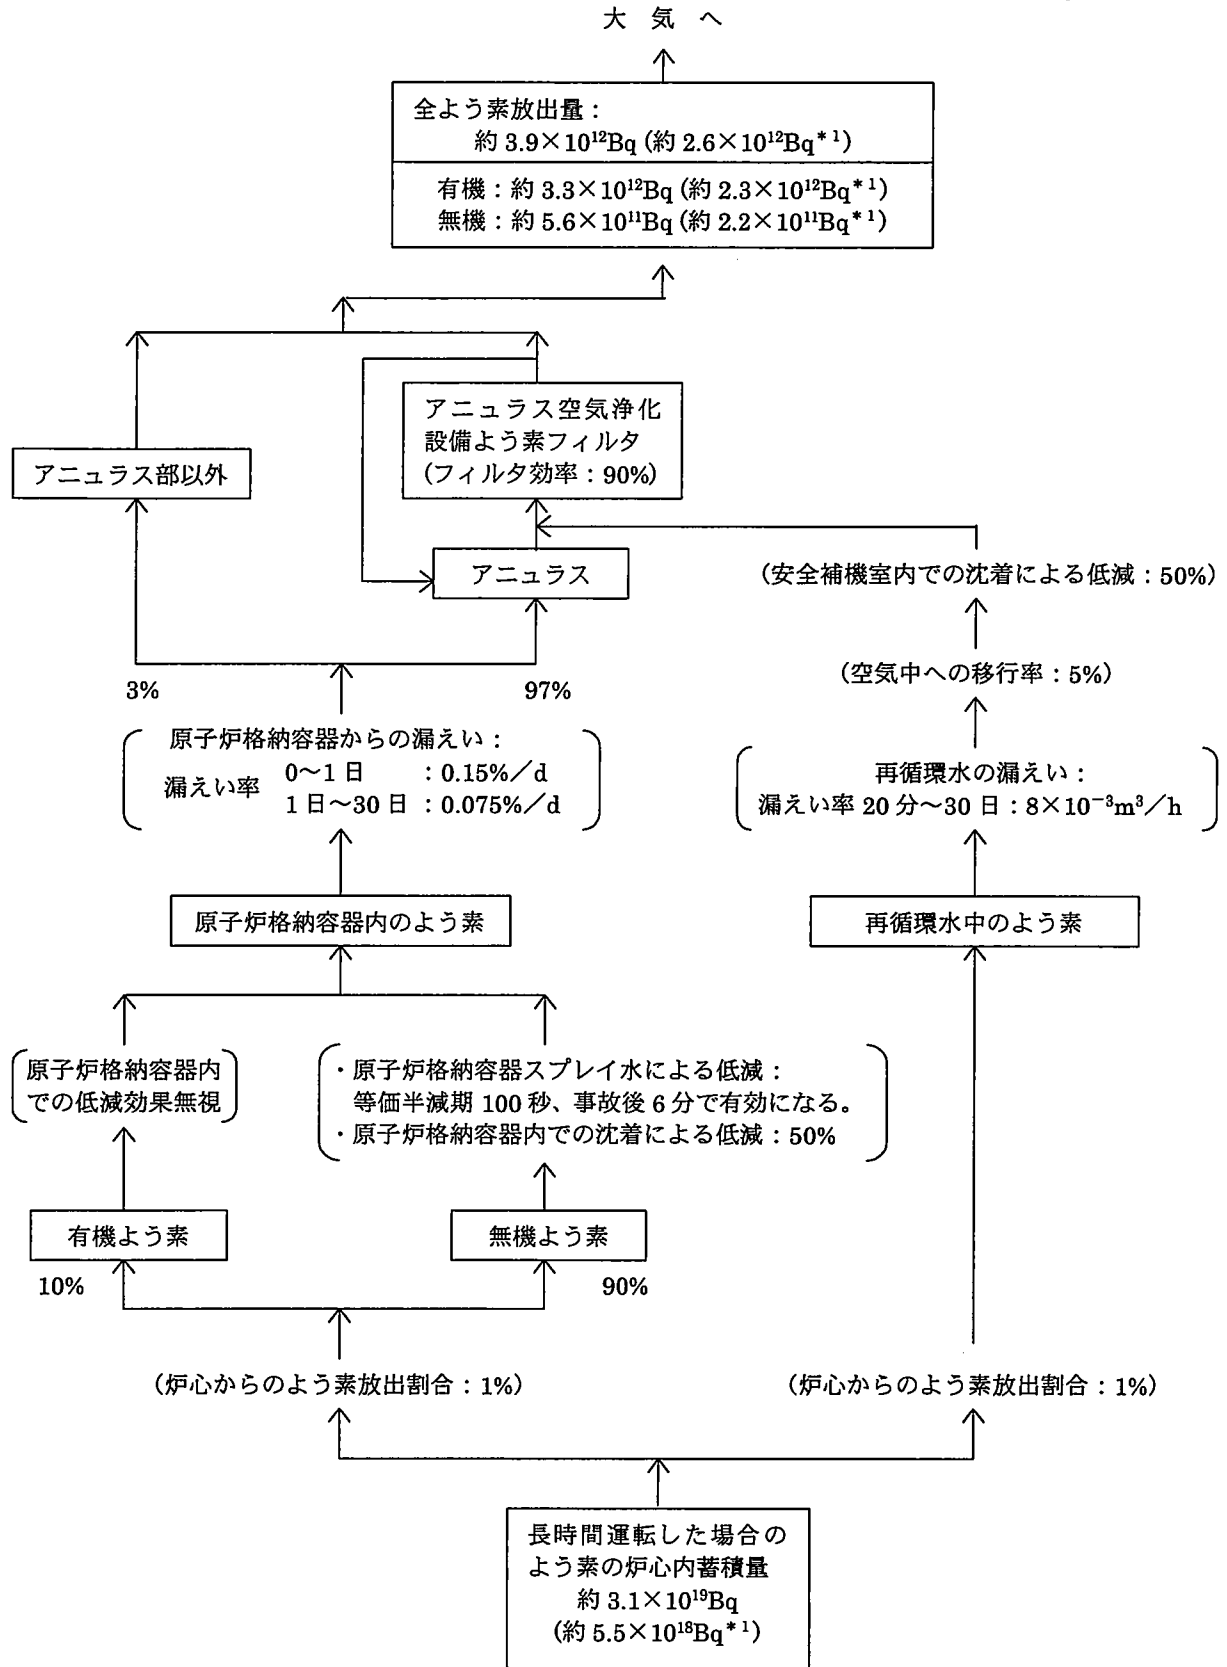 大 気 へ
全よう素放出量：
約 3.9×10¹²Bq (約 2.6×10¹²Bq*¹)
有機：約 3.3×10¹²Bq (約 2.3×10¹²Bq*¹)
無機：約 5.6×10¹¹Bq (約 2.2×10¹¹Bq*¹)
アニュラス空気浄化
設備よう素フィルタ
(フィルタ効率：90%)
アニュラス部以外
アニュラス
(安全補機室内での沈着による低減：50%)
(空気中への移行率：5%)
3%
97%
原子炉格納容器からの漏えい：
漏えい率 0～1 日 ：0.15%／d
1 日～30 日：0.075%／d
再循環水の漏えい：
漏えい率 20 分～30 日：8×10⁻³m³／h
原子炉格納容器内のよう素
再循環水中のよう素
原子炉格納容器内
での低減効果無視
・原子炉格納容器スプレイ水による低減：
等価半減期 100 秒、事故後 6 分で有効になる。
・原子炉格納容器内での沈着による低減：50%
有機よう素
無機よう素
10%
90%
(炉心からのよう素放出割合：1%)
(炉心からのよう素放出割合：1%)
長時間運転した場合の
よう素の炉心内蓄積量
約 3.1×10¹⁹Bq
(約 5.5×10¹⁸Bq*¹)